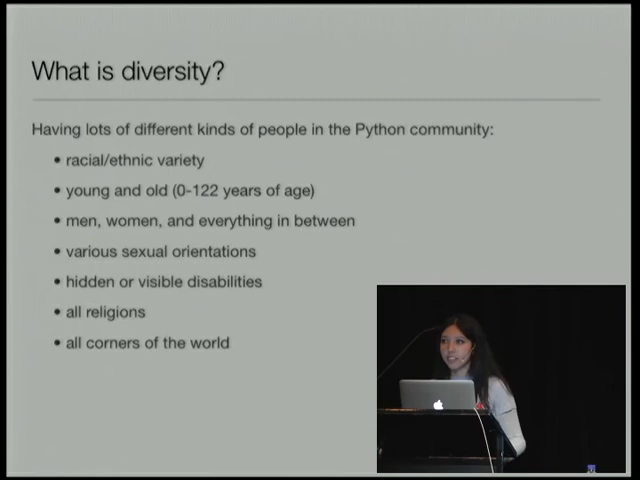 What is diversity?
Having lots of different kinds of people in the Python community:
• racial/ethnic variety
• young and old (0-122 years of age)
• men, women, and everything in between
• various sexual orientations
• hidden or visible disabilities
• all religions
• all corners of the world